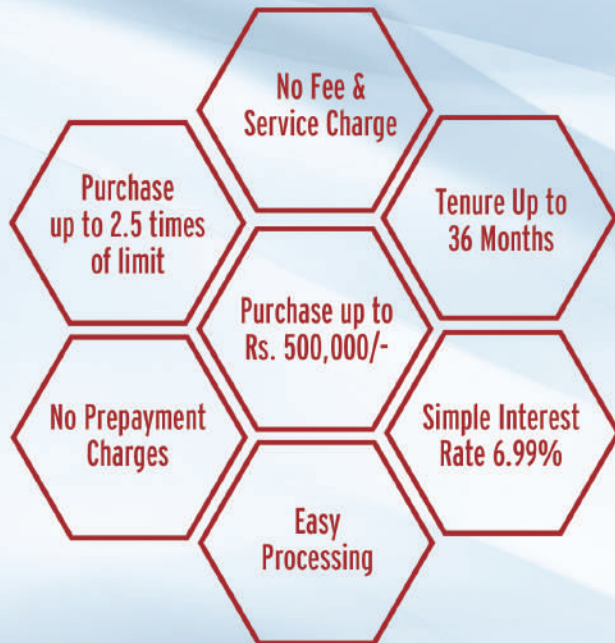 No Fee &
Service Charge
Purchase
up to 2.5 times
of limit
Tenure Up to
36 Months
Purchase up to
Rs. 500,000/-
No Prepayment
Charges
Simple Interest
Rate 6.99%
Easy
Processing